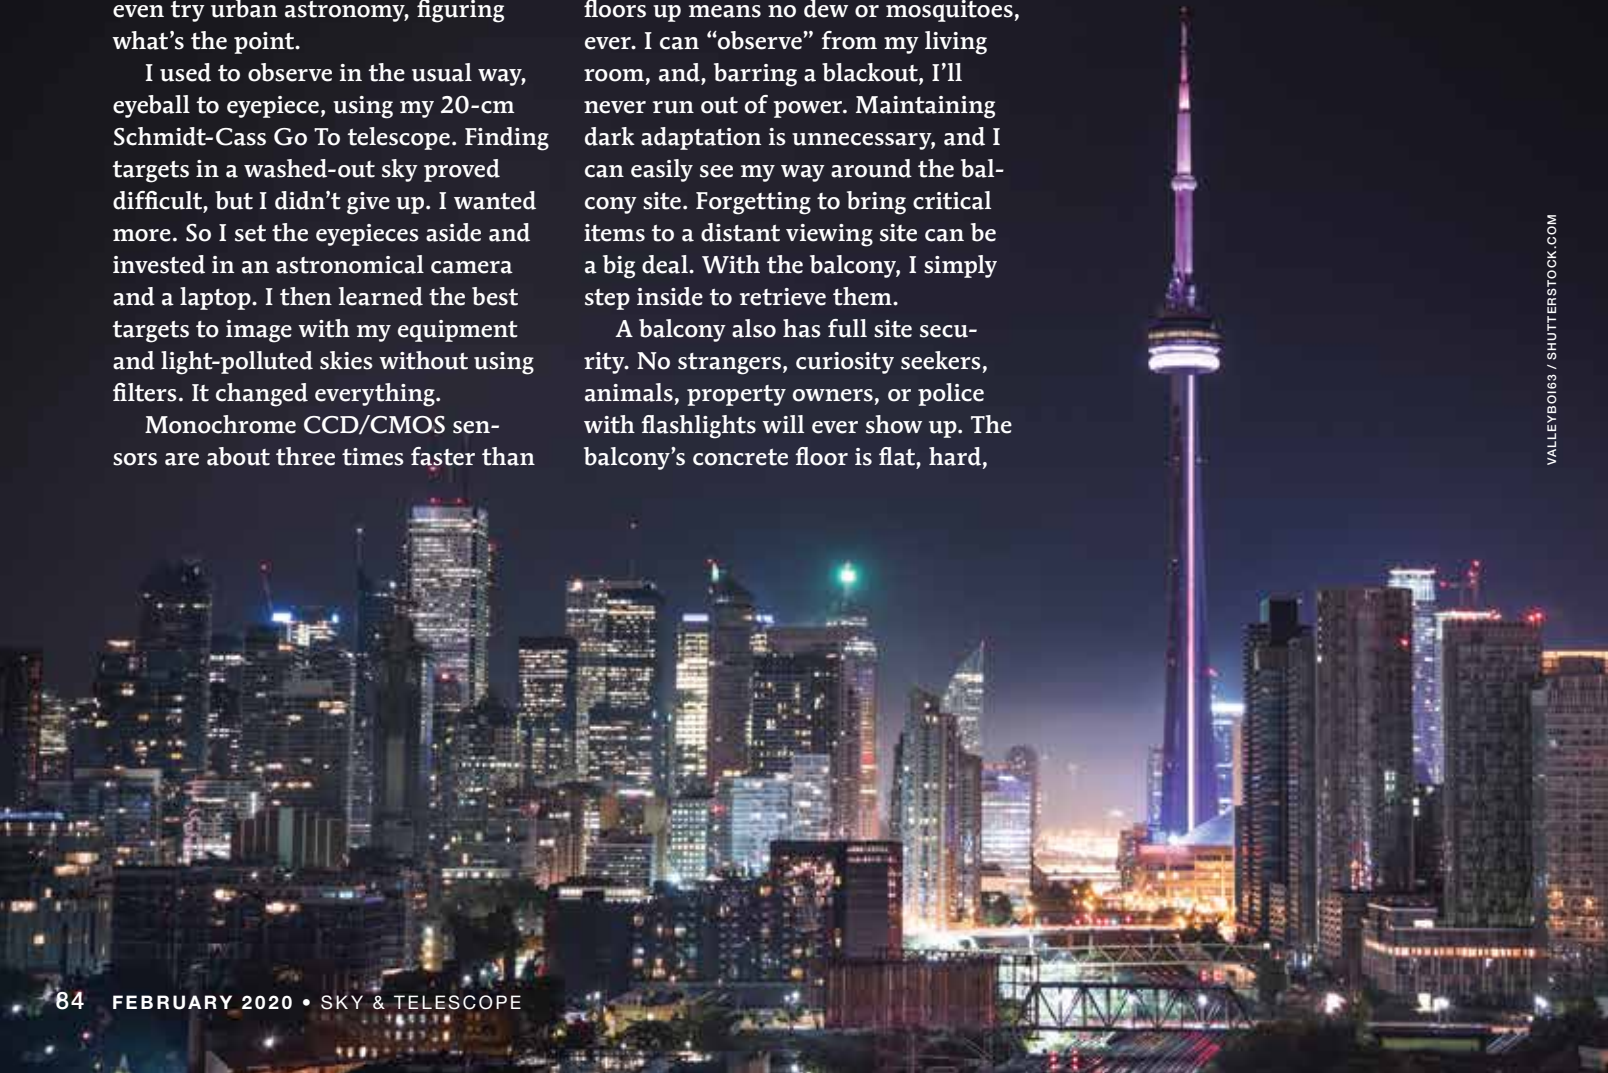 even try urban astronomy, figuring
what's the point.
I used to observe in the usual way,
eyeball to eyepiece, using my 20-cm
Schmidt-Cass Go To telescope. Finding
targets in a washed-out sky proved
difficult, but I didn't give up. I wanted
more. So I set the eyepieces aside and
invested in an astronomical camera
and a laptop. I then learned the best
targets to image with my equipment
and light-polluted skies without using
filters. It changed everything.
Monochrome CCD/CMOS sen-
sors are about three times faster than
floors up means no dew or mosquitoes,
ever. I can “observe” from my living
room, and, barring a blackout, I'll
never run out of power. Maintaining
dark adaptation is unnecessary, and I
can easily see my way around the bal-
cony site. Forgetting to bring critical
items to a distant viewing site can be
a big deal. With the balcony, I simply
step inside to retrieve them.
A balcony also has full site secu-
rity. No strangers, curiosity seekers,
animals, property owners, or police
with flashlights will ever show up. The
balcony's concrete floor is flat, hard,
VALLEYBOI63 / SHUTTERSTOCK.COM
84 FEBRUARY 2020 • SKY & TELESCOPE